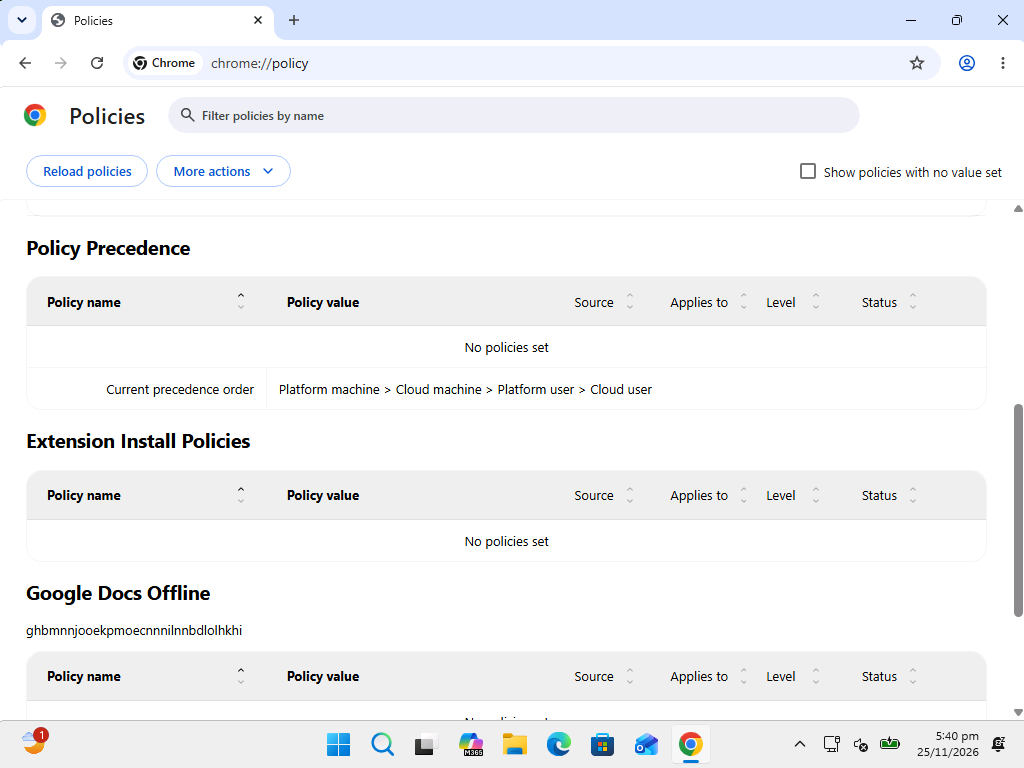 Policies
Chrome
chrome://policy
Policies
Filter policies by name
Reload policies
More actions
Show policies with no value set
Policy Precedence
Policy name Policy value Source Applies to Level Status
No policies set
Current precedence order Platform machine > Cloud machine > Platform user > Cloud user
Extension Install Policies
Policy name Policy value Source Applies to Level Status
No policies set
Google Docs Offline
ghbmnnjooekpmoecnnnilnnbdlolhkhi
Policy name Policy value Source Applies to Level Status
1
M365
5:40 pm
25/11/2026